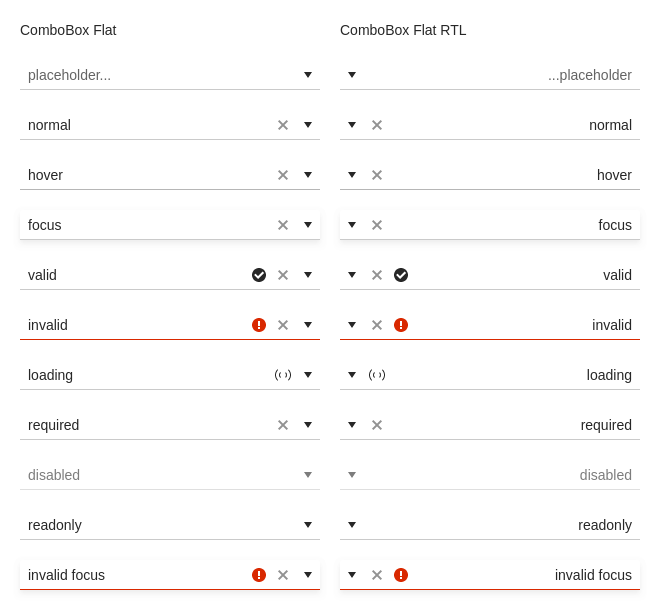 ComboBox Flat
placeholder...
normal
hover
focus
valid
invalid
loading
required
disabled
readonly
invalid focus
ComboBox Flat RTL
...placeholder
normal
hover
focus
valid
invalid
loading
required
disabled
readonly
invalid focus